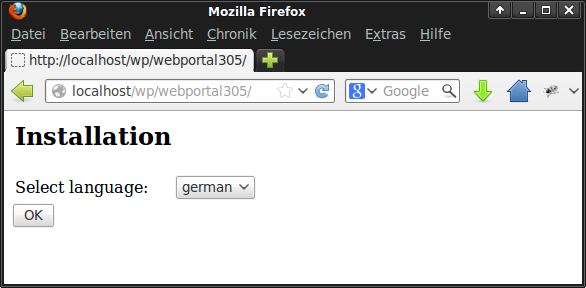 Mozilla Firefox
Datei Bearbeiten Ansicht Chronik Lesezeichen Extras Hilfe
http://localhost/wp/webportal305/
localhost/wp/webportal305/ 8 Google
Installation
Select language: german
OK